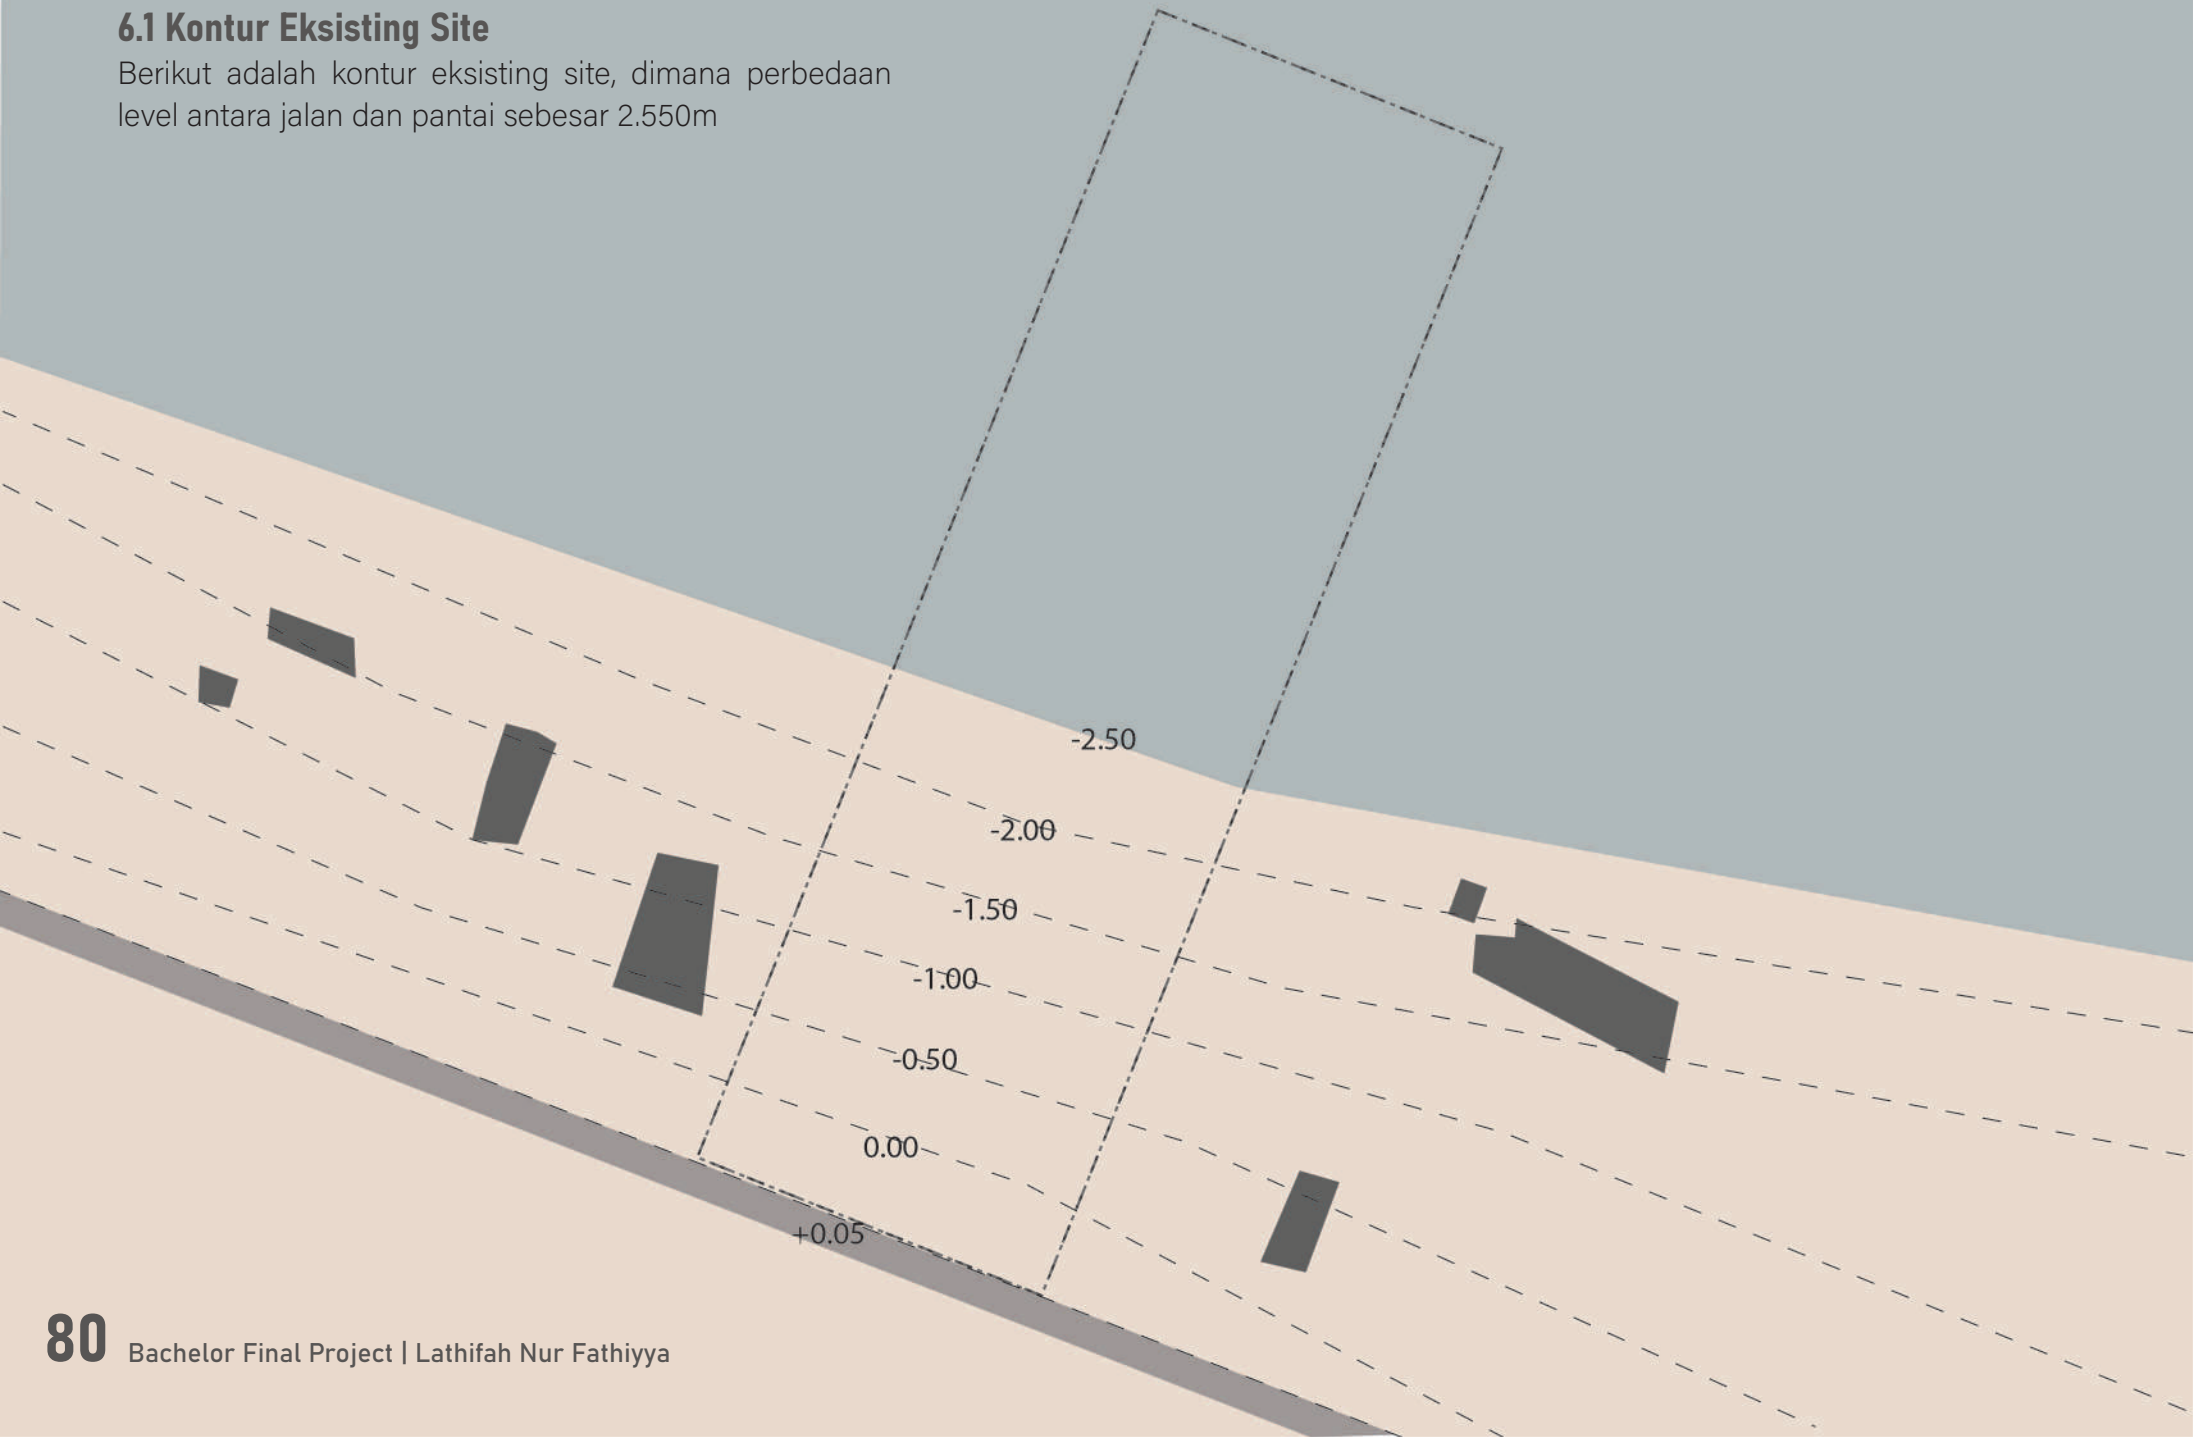 6.1 Kontur Eksisting Site
Berikut adalah kontur eksisting site, dimana perbedaan
level antara jalan dan pantai sebesar 2.550m
-2.50
-2.00
-1.50
-1.00
-0.50
0.00
+0.05
80 Bachelor Final Project | Lathifah Nur Fathiyya